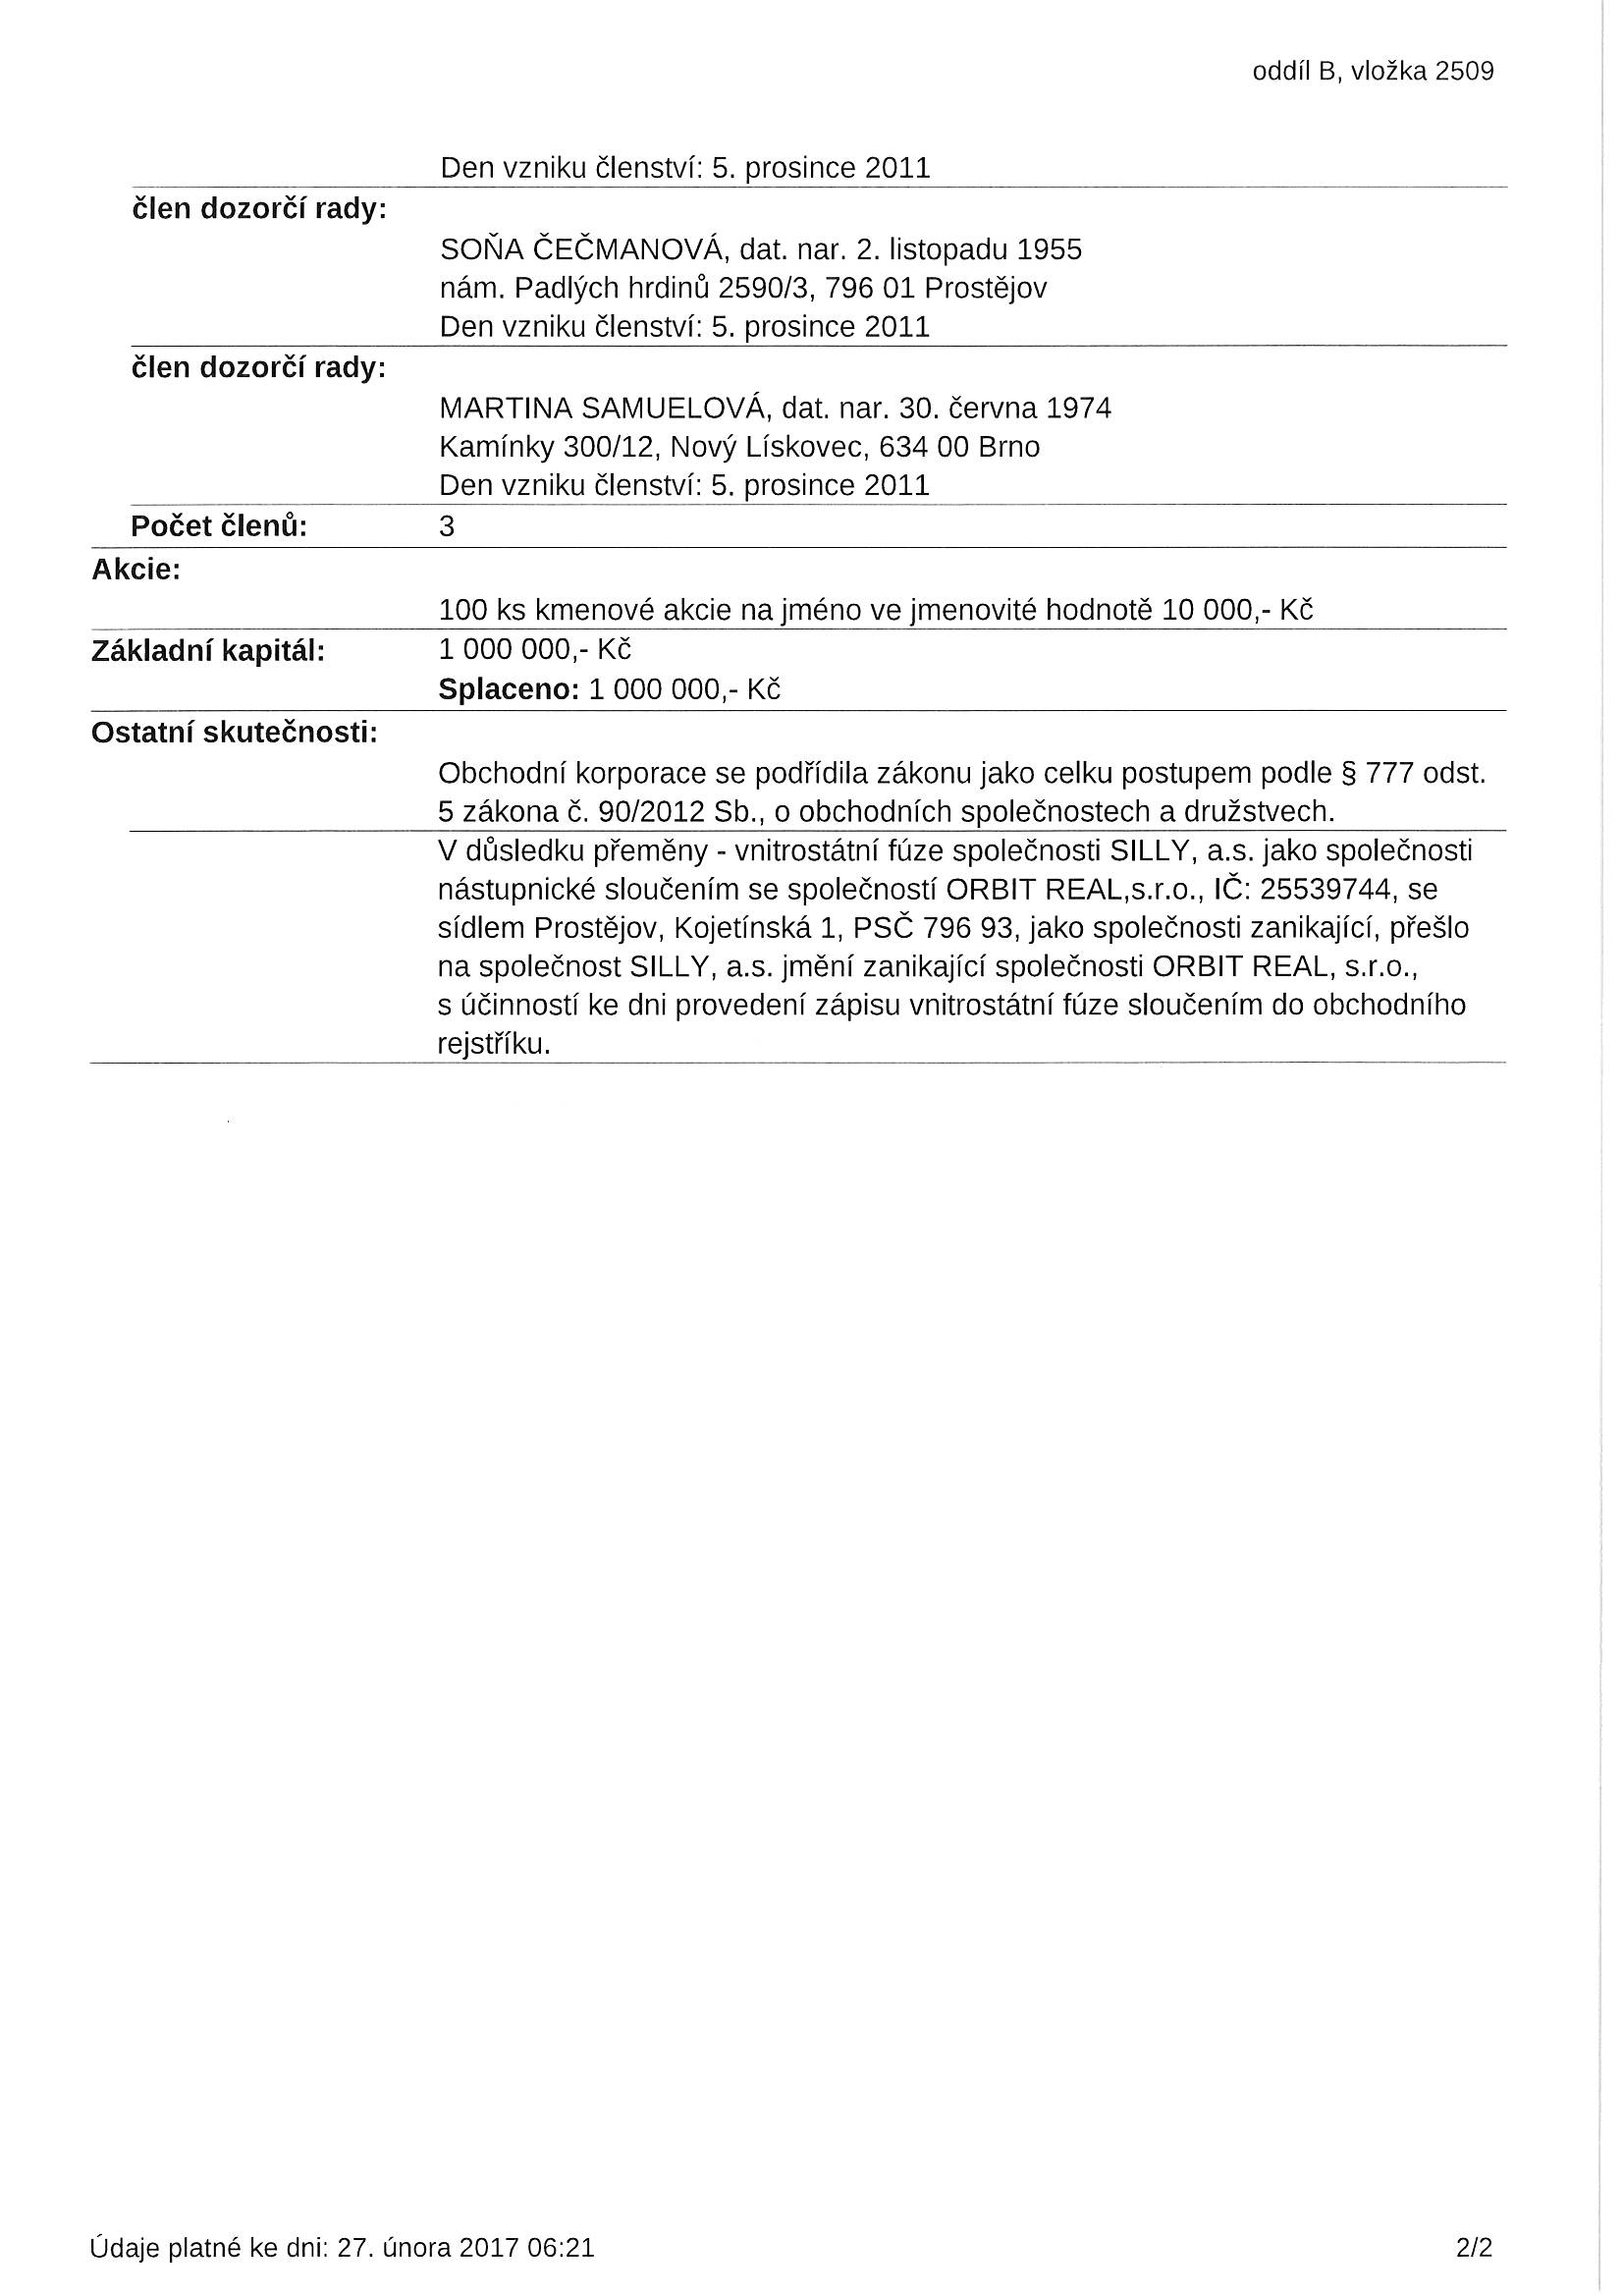 oddíl B, vložka 2509
Den vzniku členství: 5. prosince 2011
člen dozorčí rady:
SOŇA ČEČMANOVÁ, dat. nar. 2. listopadu 1955
nám. Padlých hrdinů 2590/3, 796 01 Prostějov
Den vzniku členství: 5. prosince 2011
člen dozorčí rady:
MARTINA SAMUELOVÁ, dat. nar. 30. června 1974
Kamínky 300/12, Nový Lískovec, 634 00 Brno
Den vzniku členství: 5. prosince 2011
Počet členů: 3
Akcie:
100 ks kmenové akcie na jméno ve jmenovité hodnotě 10 000,- Kč
Základní kapitál: 1 000 000,- Kč
Splaceno: 1 000 000,- Kč
Ostatní skutečnosti:
Obchodní korporace se podřídila zákonu jako celku postupem podle § 777 odst.
5 zákona č. 90/2012 Sb., o obchodních společnostech a družstvech.
V důsledku přeměny - vnitrostátní fúze společnosti SILLY, a.s. jako společnosti
nástupnické sloučením se společností ORBIT REAL,s.r.o., IČ: 25539744, se
sídlem Prostějov, Kojetínská 1, PSČ 796 93, jako společnosti zanikající, přešlo
na společnost SILLY, a.s. jmění zanikající společnosti ORBIT REAL, s.r.o.,
s účinností ke dni provedení zápisu vnitrostátní fúze sloučením do obchodního
rejstříku.
Údaje platné ke dni: 27. února 2017 06:21
2/2